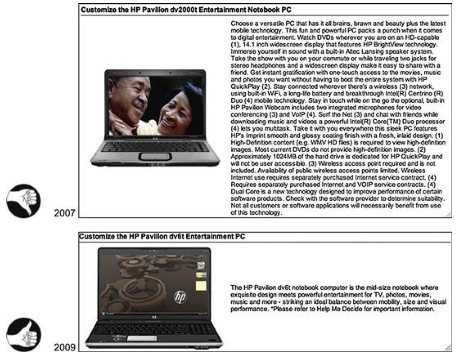 Customize the HP Pavilion dv2000t Entertainment Notebook PC
Choose a versatile PC that has it all brains, brawn and beauty plus the latest
mobile technology. This fun and powerful PC packs a punch when it comes
to digital entertainment. Watch DVDs wherever you are on an HD-capable
(1), 14.1 inch widescreen display that features HP BrightView technology.
Immerse yourself in sound with a built-in Altec Lansing speaker system.
Take the show with you on your commute or while traveling two jacks for
stereo headphones and a widescreen display make it easy to share with a
friend. Get instant gratification with one-touch access to the movies, music
and photos you want without having to boot the entire system with HP
QuickPlay (2). Stay connected wherever there's a wireless (3) network,
using built-in WiFi, a long-life battery and breakthrough Intel(R) Centrino (R)
Duo (4) mobile technology. Stay in touch while on the go the optional, built-in
HP Pavilion Webcam includes two integrated microphones for video
conferencing (3) and VoIP (4). Surf the Net (3) and chat with friends while
downloading music and videos a powerful Intel(R) Core(TM) Duo processor
(4) lets you multitask. Take it with you everywhere this sleek PC features
HP's Imprint smooth and glossy coating finish with a fresh, inlaid design. (1)
High-Definition content (e.g. WMV HD files) is required to view high-definition
images. Most current DVDs do not provide high-definition images. (2)
Approximately 1024MB of the hard drive is dedicated for HP QuickPlay and
will not be user accessible. (3) Wireless access point required and is not
included. Availability of public wireless access points limited. Wireless
Internet use requires separately purchased Internet service contract. (4)
Requires separately purchased Internet and VOIP service contracts. (4)
Dual Core is a new technology designed to improve performance of certain
software products. Check with the software provider to determine suitability.
Not all customers or software applications will necessarily benefit from use
of this technology.
2007
Customize the HP Pavilion dv6t Entertainment PC
The HP Pavilion dv6t notebook computer is the mid-size notebook where
exquisite design meets powerful entertainment for TV, photos, movies,
music and more - striking an ideal balance between mobility, size and visual
performance. *Please refer to Help Me Decide for important information.
hp
2009